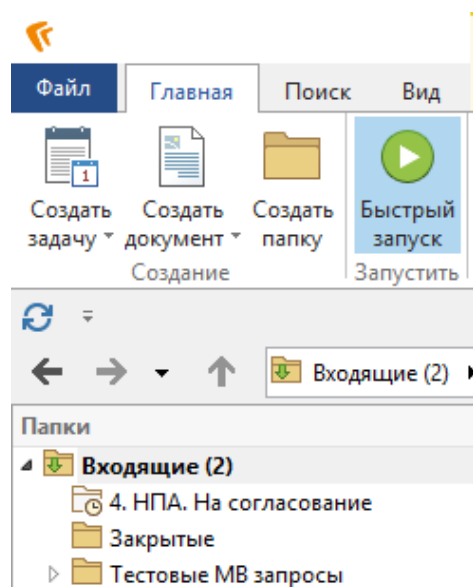 Файл Главная Поиск Вид
Создать Создать Создать Быстрый
задачу документ папку запуск
Создание Запустить
Входящие (2)
Папки
Входящие (2)
4. НПА. На согласование
Закрытые
Тестовые МВ запросы